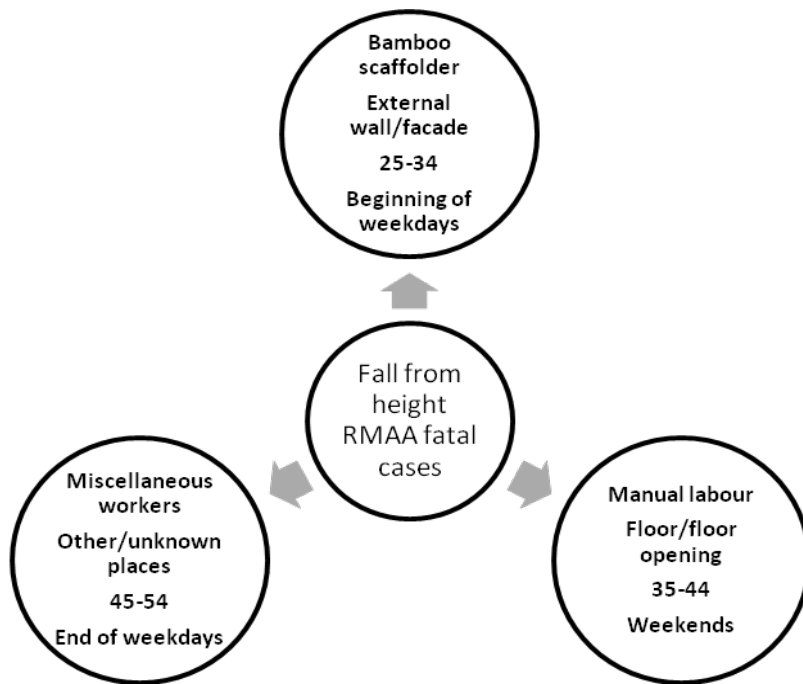 Bamboo
scaffolder
External
wall/facade
25-34
Beginning of
weekdays
Fall from
height
RMAA fatal
cases
Miscellaneous
workers
Other/unknown
places
45-54
End of weekdays
Manual labour
Floor/floor
opening
35-44
Weekends